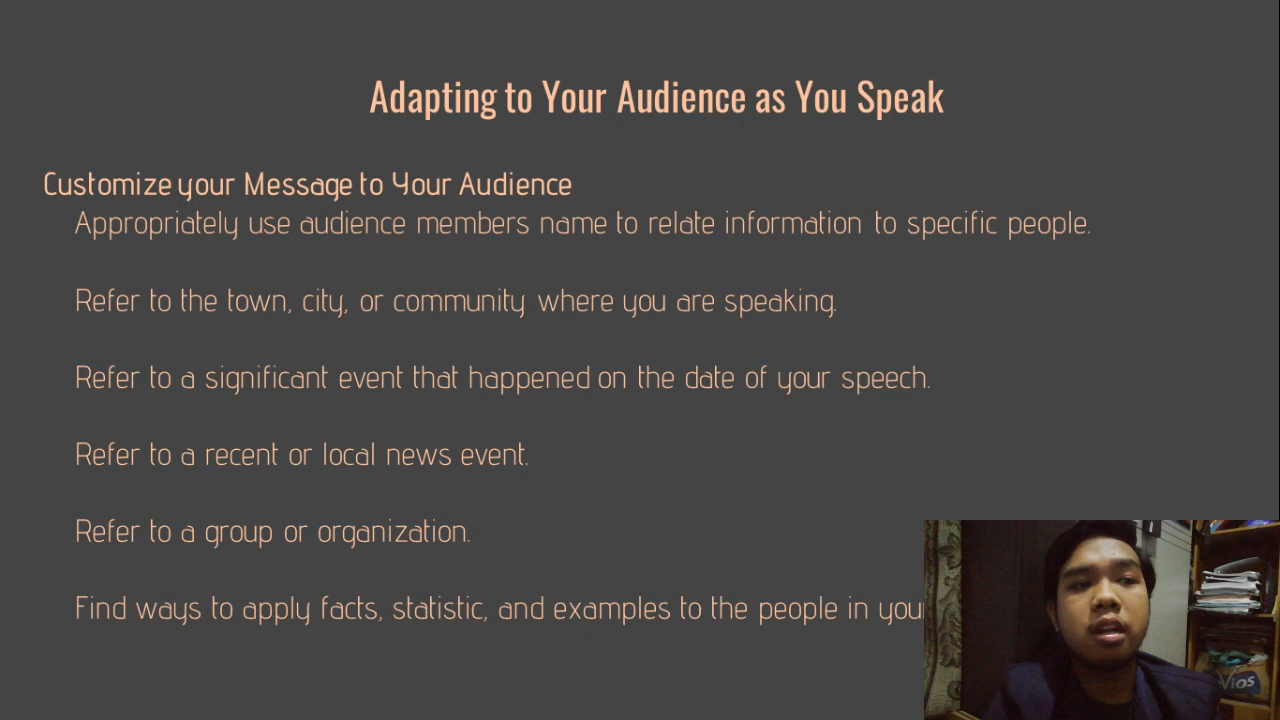 Adapting to Your Audience as You Speak
Customize your Message to Your Audience
Appropriately use audience members name to relate information to specific people.
Refer to the town, city, or community where you are speaking.
Refer to a significant event that happened on the date of your speech.
Refer to a recent or local news event.
Refer to a group or organization.
Find ways to apply facts, statistic, and examples to the people in your
Vios